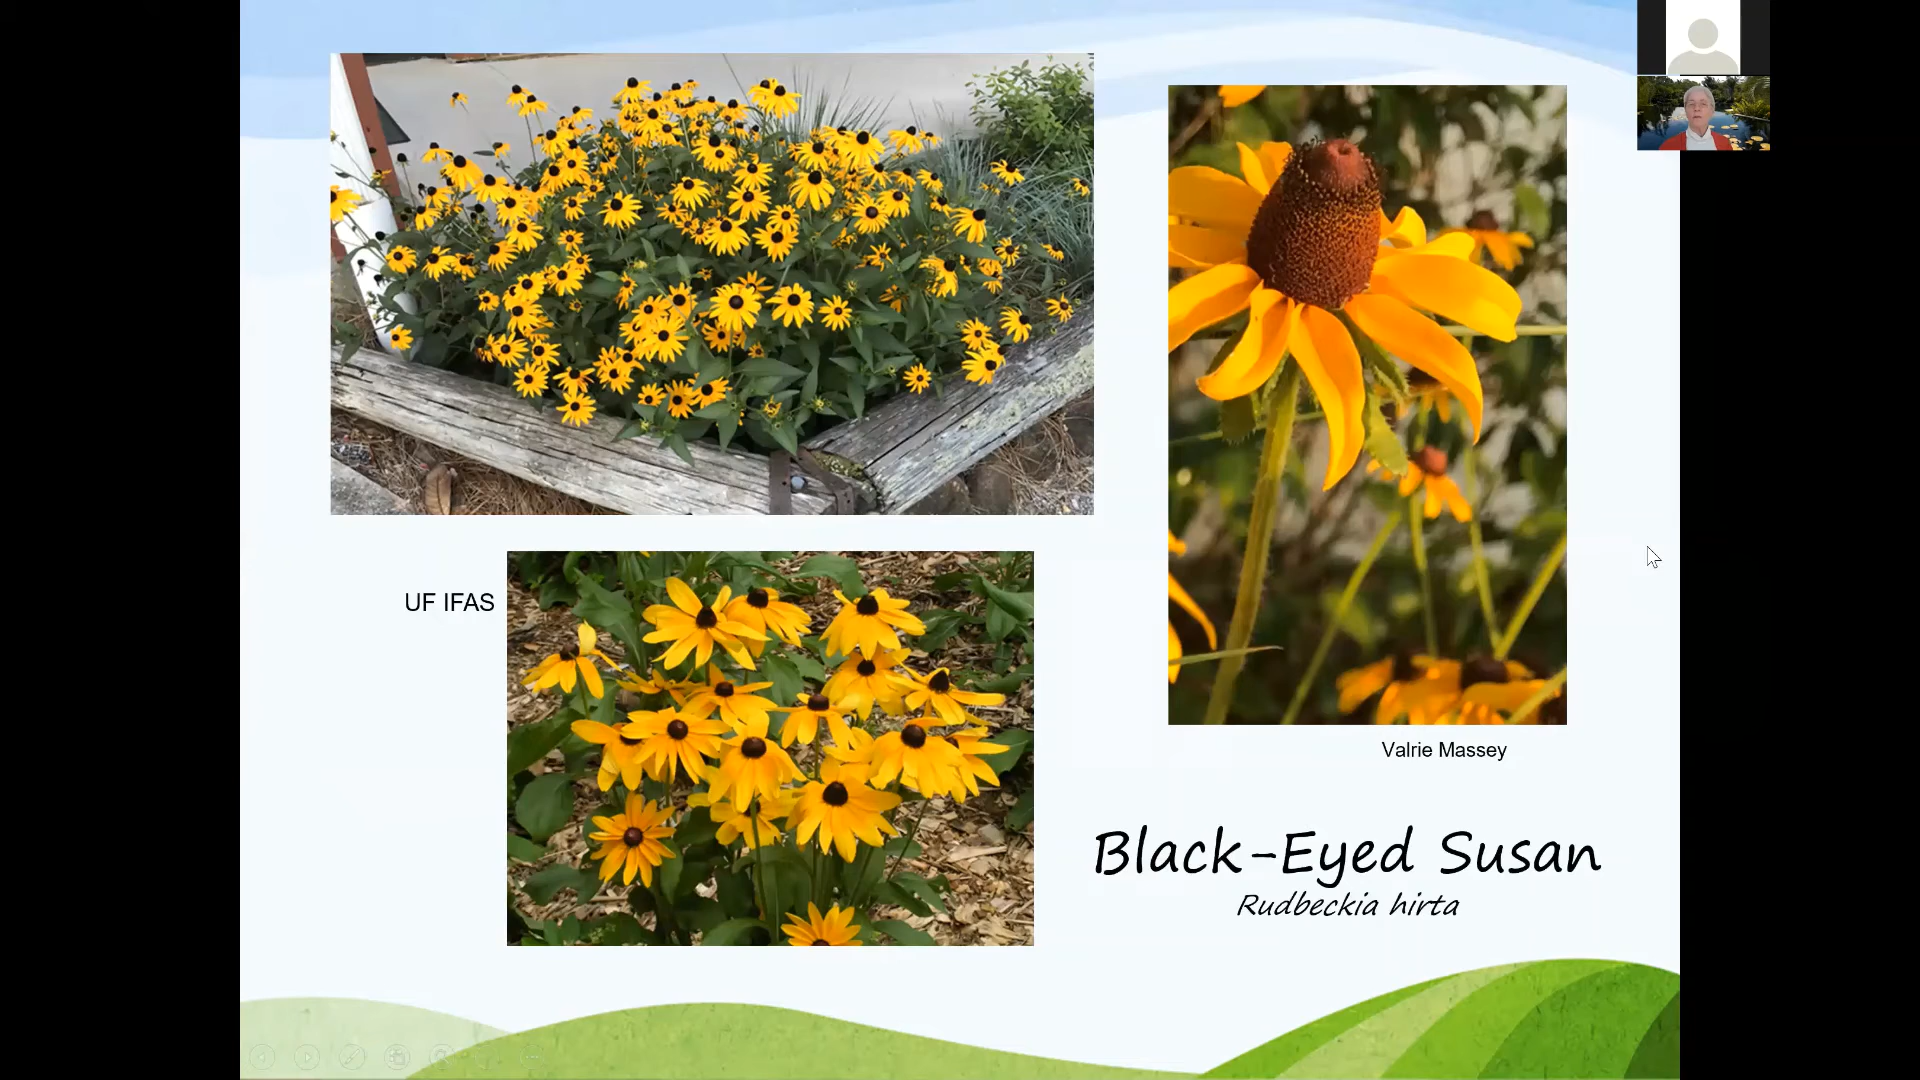 UF IFAS
Valrie Massey
Black-Eyed Susan
Rudbeckia hirta